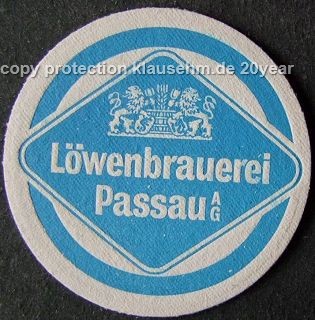 copy protection klausehm.de 20year
Löwenbrauerei
Passau AG